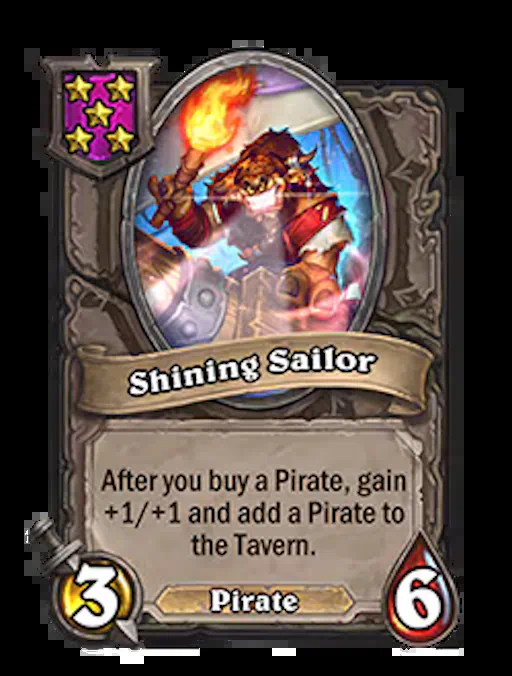 Shining Sailor
After you buy a Pirate, gain
+1/+1 and add a Pirate to
the Tavern.
3
Pirate
6